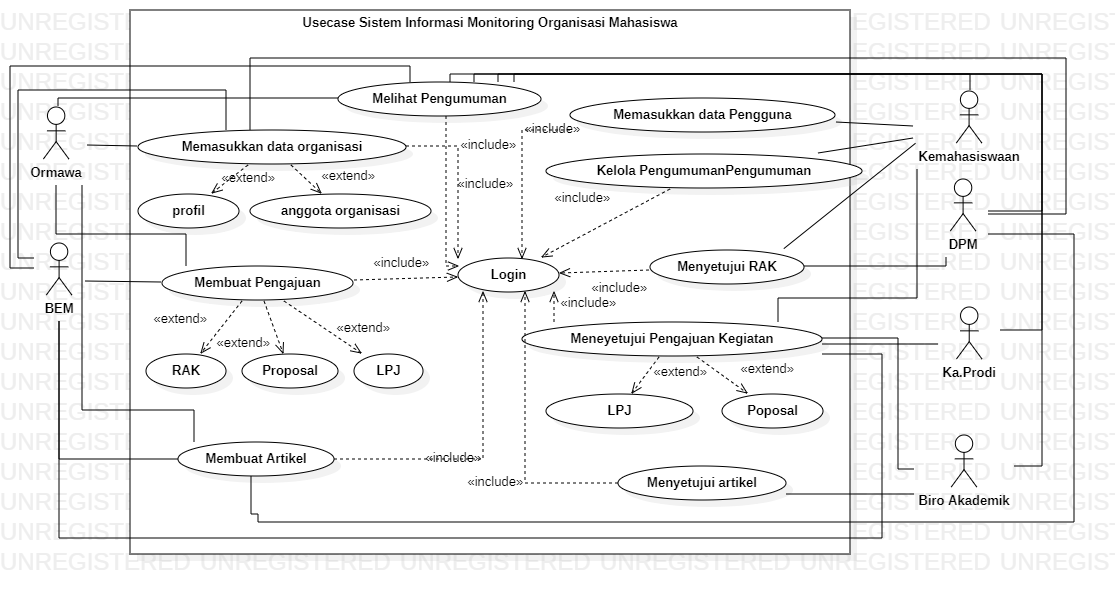 Usecase Sistem Informasi Monitoring Organisasi Mahasiswa
Melihat Pengumuman
Memasukkan data Pengguna
«include»
Ormawa
Memasukkan data organisasi
«include»
Kemahasiswaan
Kelola PengumumanPengumuman
«extend»
«extend»
«include»
«include»
profil
anggota organisasi
DPM
«include»
Login
Menyetujui RAK
BEM
Membuat Pengajuan
«include»
«include»
«extend»
«extend»
«extend»
Meneyetujui Pengajuan Kegiatan
RAK
Proposal
LPJ
«extend»
«extend»
Ka.Prodi
LPJ
Poposal
Membuat Artikel
«include»
«include»
Menyetujui artikel
Biro Akademik
UNREGISTERED UNREGISTERED UNREGISTERED UNREGISTERED UNREGISTERED UNREGIS